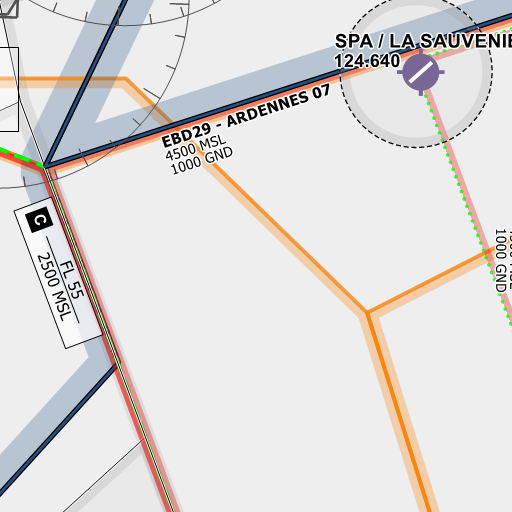 SPA / LA SAUVENIE
124.640
EBD29 - ARDENNES 07
4500 MSL
1000 GND
C
FL 55
2500 MSL
1000 GND